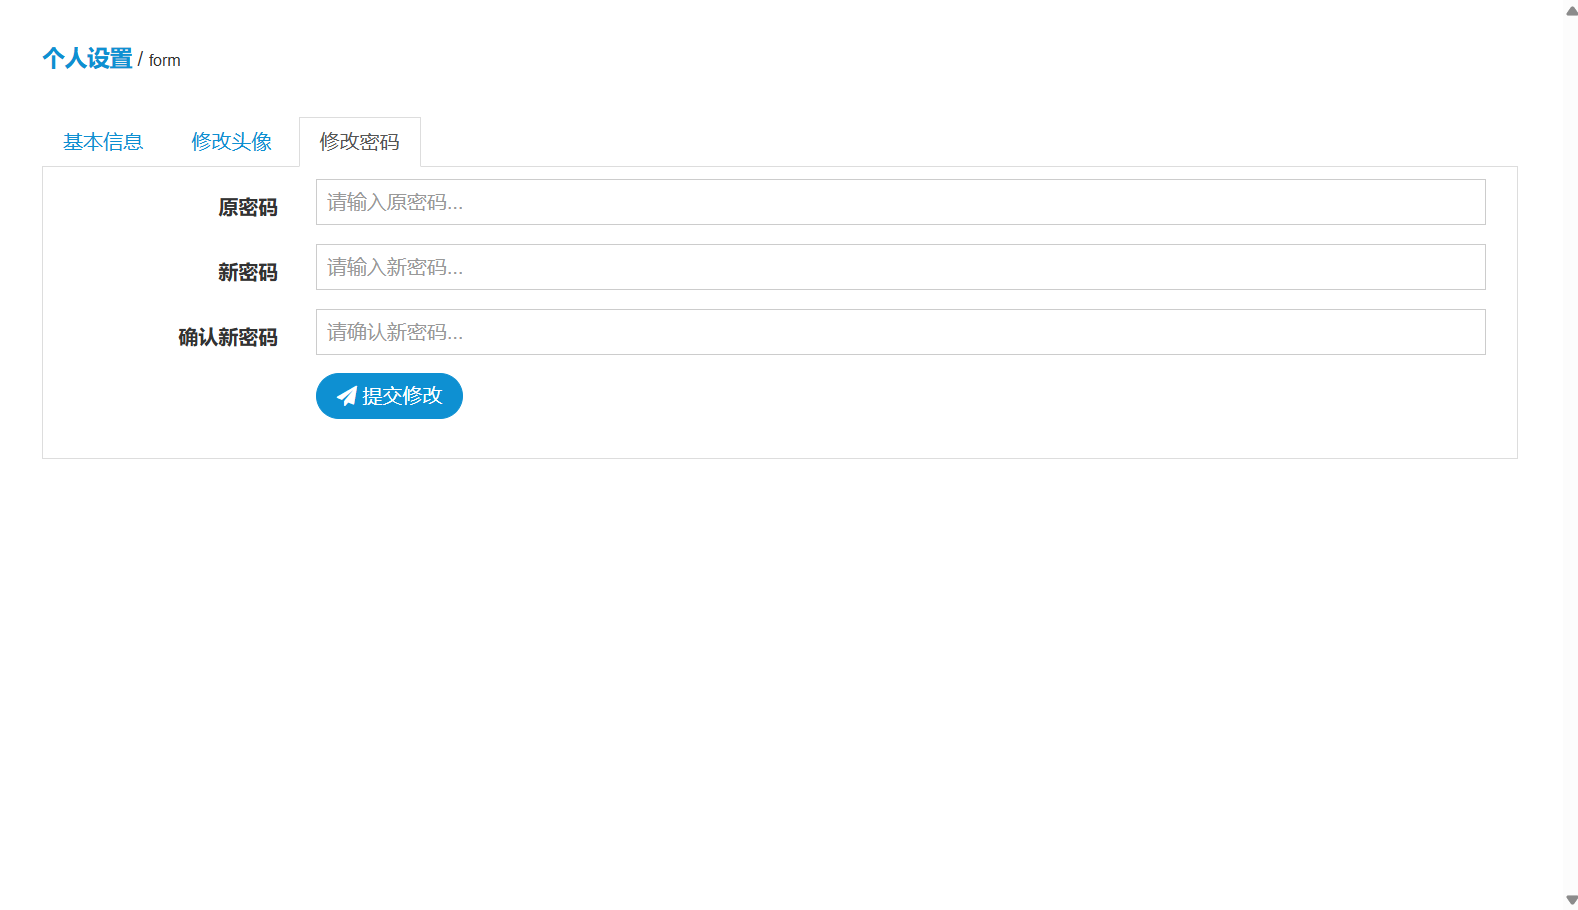 个人设置 / form
基本信息 修改头像 修改密码
原密码 请输入原密码...
新密码 请输入新密码...
确认新密码 请确认新密码...
提交修改